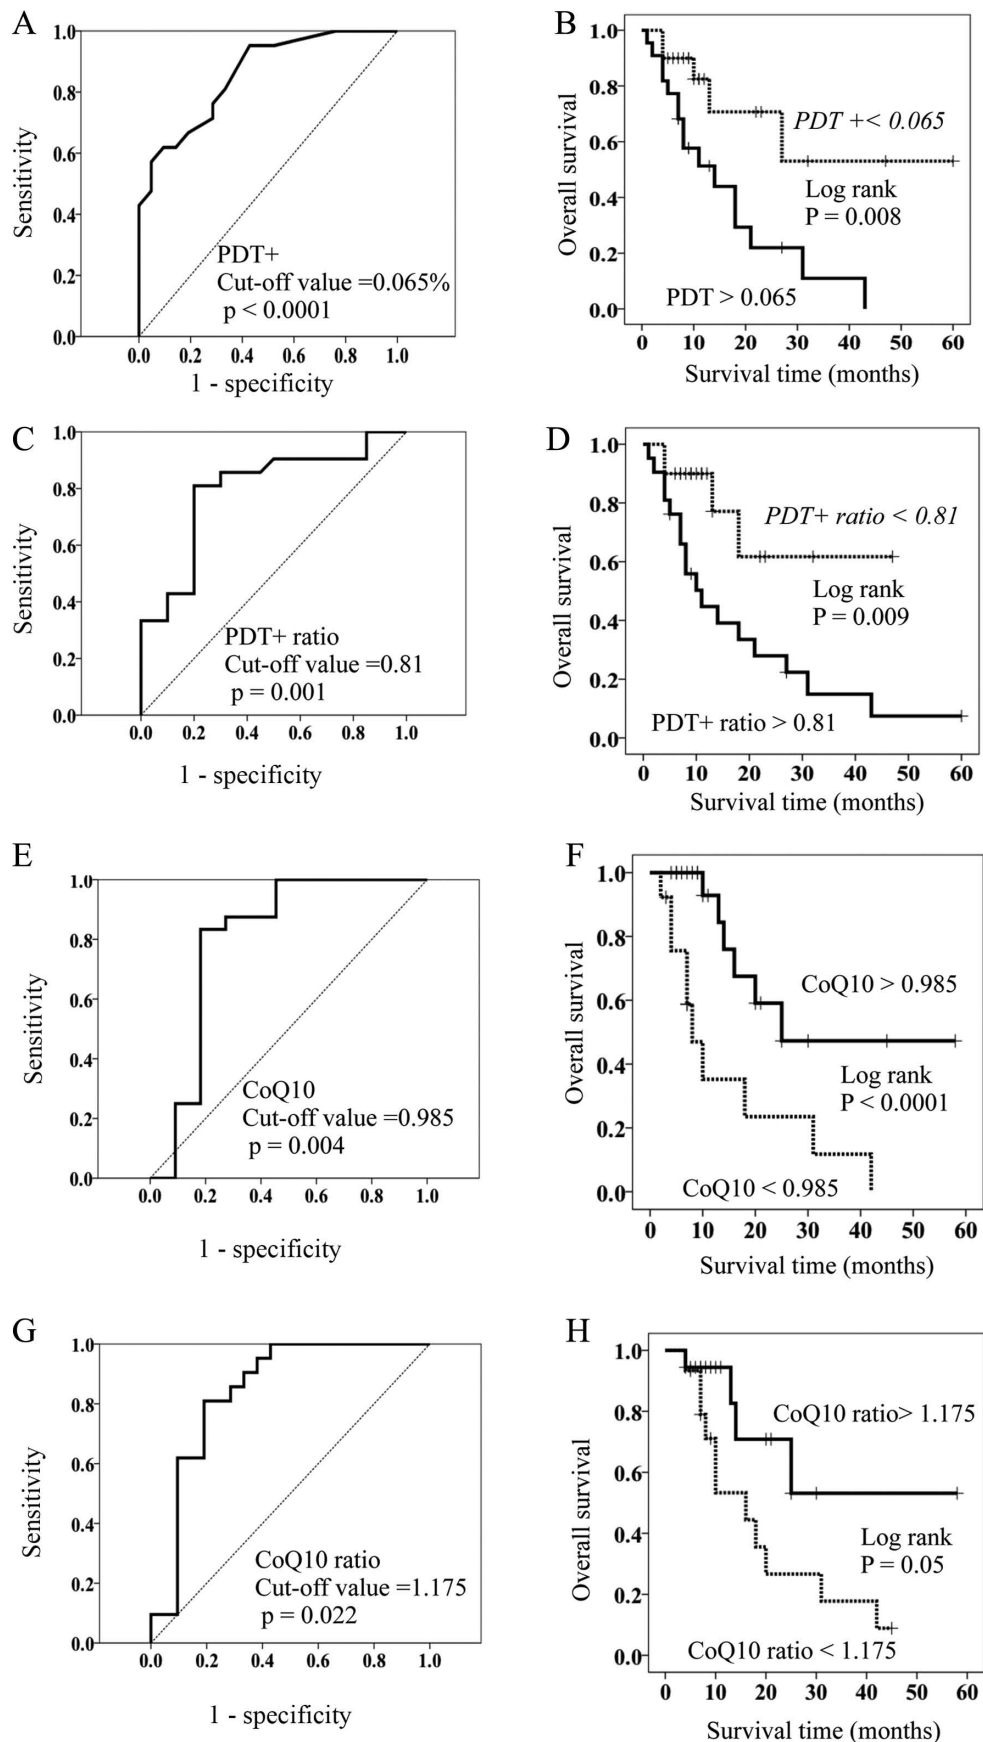 A
1.0
0.8
0.6
0.4
0.2
0.0
Sensitivity
PDT+
Cut-off value =0.065%
p < 0.0001
0.0 0.2 0.4 0.6 0.8 1.0
1 - specificity
B
1.0
0.8
0.6
0.4
0.2
0.0
Overall survival
PDT +< 0.065
Log rank
P = 0.008
PDT > 0.065
0 10 20 30 40 50 60
Survival time (months)
C
1.0
0.8
0.6
0.4
0.2
0.0
Sensitivity
PDT+ ratio
Cut-off value =0.81
p = 0.001
0.0 0.2 0.4 0.6 0.8 1.0
1 - specificity
D
1.0
0.8
0.6
0.4
0.2
0.0
Overall survival
PDT+ ratio < 0.81
Log rank
P = 0.009
PDT+ ratio > 0.81
0 10 20 30 40 50 60
Survival time (months)
E
1.0
0.8
0.6
0.4
0.2
0.0
Sensitivity
CoQ10
Cut-off value =0.985
p = 0.004
0.0 0.2 0.4 0.6 0.8 1.0
1 - specificity
F
1.0
0.8
0.6
0.4
0.2
0.0
Overall survival
CoQ10 > 0.985
Log rank
P < 0.0001
CoQ10 < 0.985
0 10 20 30 40 50 60
Survival time (months)
G
1.0
0.8
0.6
0.4
0.2
0.0
Sensitivity
CoQ10 ratio
Cut-off value =1.175
p = 0.022
0.0 0.2 0.4 0.6 0.8 1.0
1 - specificity
H
1.0
0.8
0.6
0.4
0.2
0.0
Overall survival
CoQ10 ratio> 1.175
Log rank
P = 0.05
CoQ10 ratio < 1.175
0 10 20 30 40 50 60
Survival time (months)